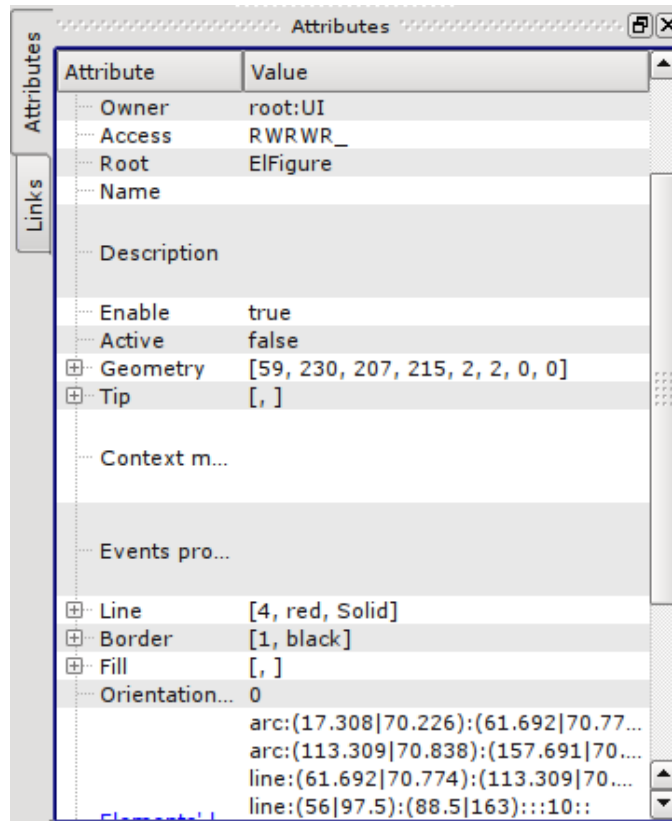 Attributes
Attributes
Links
Attribute Value
Owner root:UI
Access RWRWR_
Root ElFigure
Name
Description
Enable true
Active false
Geometry [59, 230, 207, 215, 2, 2, 0, 0]
Tip [, ]
Context m...
Events pro...
Line [4, red, Solid]
Border [1, black]
Fill [, ]
Orientation... 0
arc:(17.308|70.226):(61.692|70.77...
arc:(113.309|70.838):(157.691|70....
line:(61.692|70.774):(113.309|70....
line:(56|97.5):(88.5|163):::10::